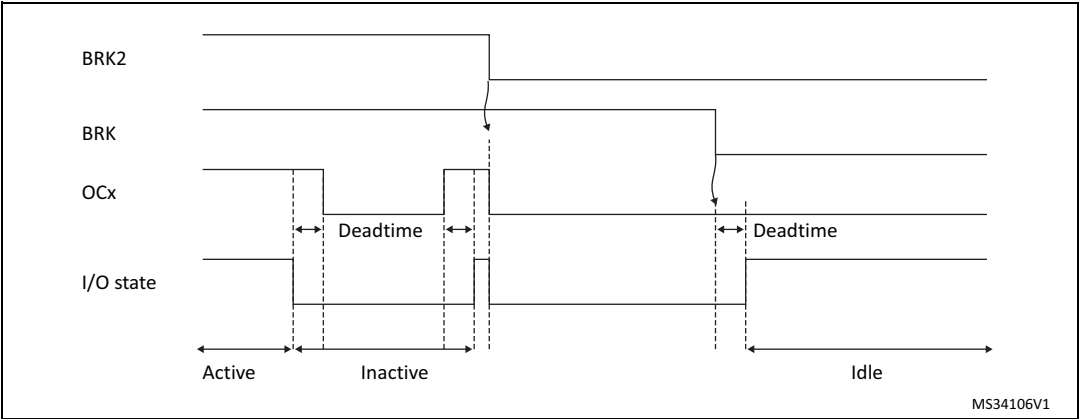 BRK2
BRK
OCx
Deadtime
Deadtime
I/O state
Active
Inactive
Idle
MS34106V1